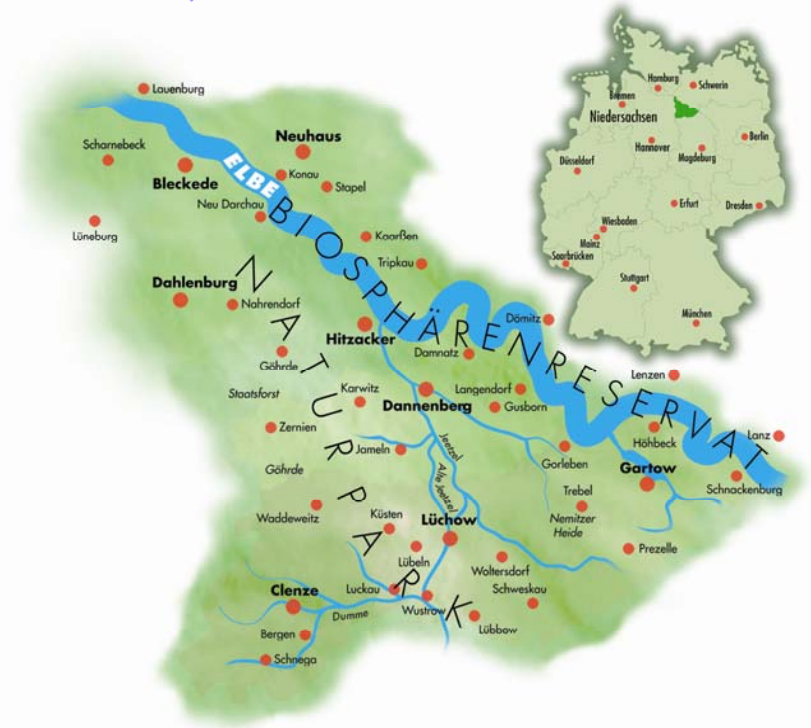 Lauenburg
Scharnebeck
Neuhaus
Bleckede
ELBE
Konau
Stapel
Neu Darchau
Lüneburg
Kaarßen
Tripkau
BIOSPHÄRENRESERVAT
NATURPARK
Dahlenburg
Nahrendorf
Hitzacker
Dömitz
Damnatz
Göhrde
Staatsforst
Karwitz
Langendorf
Lenzen
Dannenberg
Gusborn
Zernien
Höhbeck
Lanz
Jameln
Jeetzel
Gorleben
Göhrde
Alte Jeetzel
Gartow
Trebel
Schnackenburg
Waddeweitz
Küsten
Lüchow
Nemitzer
Heide
Lübeln
Prezelle
Woltersdorf
Clenze
Luckau
Schweskau
Wustrow
Dumme
Lübbow
Bergen
Schnega
Hamburg
Schwerin
Bremen
Niedersachsen
Berlin
Hannover
Magdeburg
Düsseldorf
Erfurt
Dresden
Wiesbaden
Mainz
Saarbrücken
Stuttgart
München